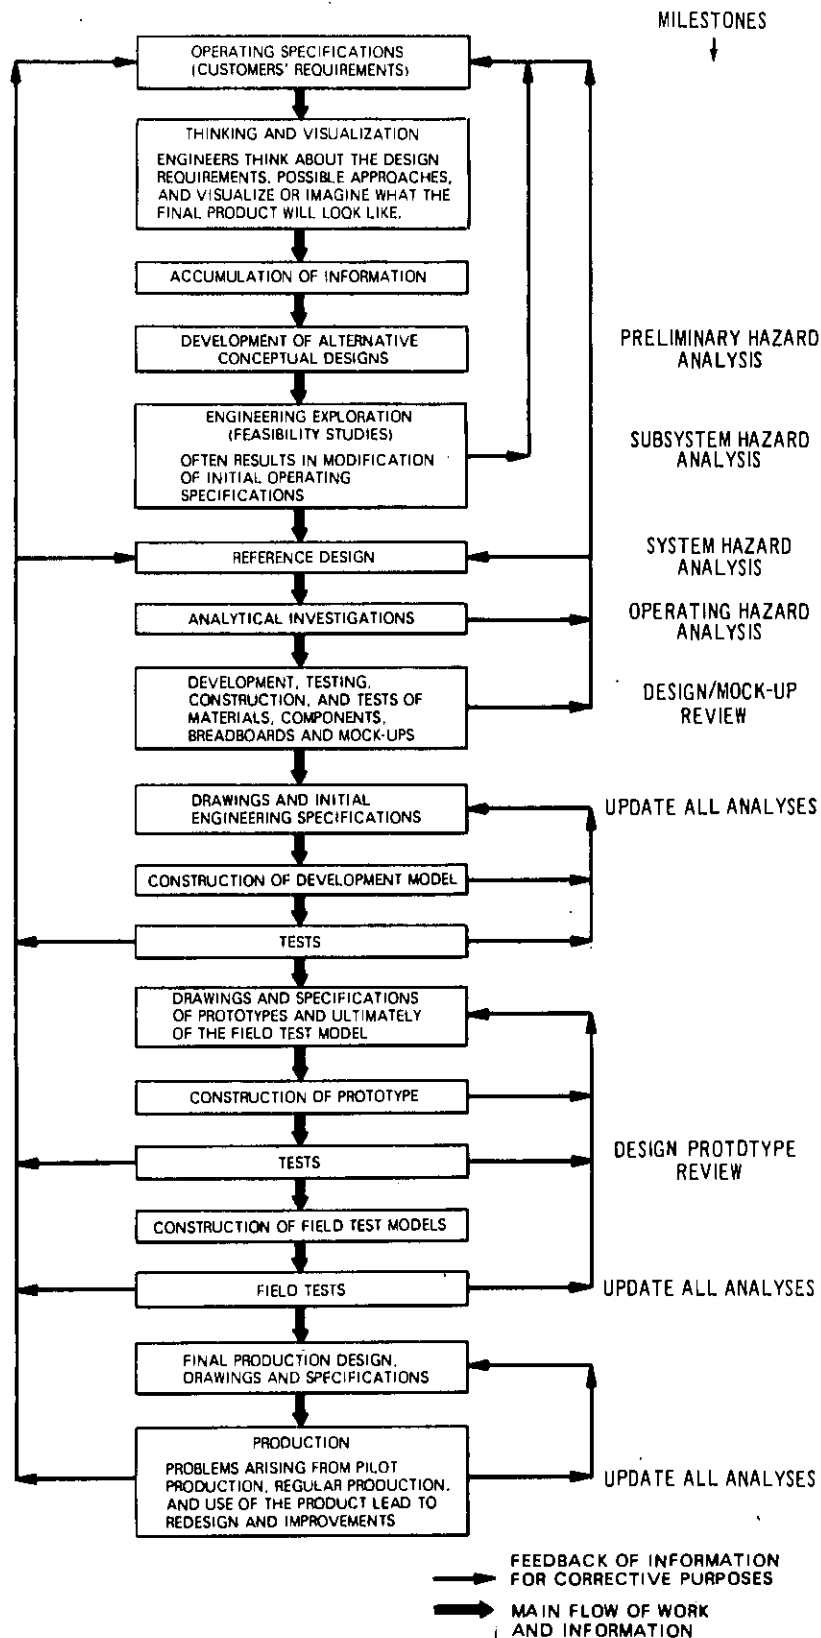 MILESTONES
OPERATING SPECIFICATIONS
(CUSTOMERS' REQUIREMENTS)
THINKING AND VISUALIZATION
ENGINEERS THINK ABOUT THE DESIGN
REQUIREMENTS, POSSIBLE APPROACHES,
AND VISUALIZE OR IMAGINE WHAT THE
FINAL PRODUCT WILL LOOK LIKE.
ACCUMULATION OF INFORMATION
DEVELOPMENT OF ALTERNATIVE
CONCEPTUAL DESIGNS
PRELIMINARY HAZARD
ANALYSIS
ENGINEERING EXPLORATION
(FEASIBILITY STUDIES)
OFTEN RESULTS IN MODIFICATION
OF INITIAL OPERATING
SPECIFICATIONS
SUBSYSTEM HAZARD
ANALYSIS
REFERENCE DESIGN
SYSTEM HAZARD
ANALYSIS
ANALYTICAL INVESTIGATIONS
OPERATING HAZARD
ANALYSIS
DEVELOPMENT, TESTING,
CONSTRUCTION, AND TESTS OF
MATERIALS, COMPONENTS,
BREADBOARDS AND MOCK-UPS
DESIGN/MOCK-UP
REVIEW
DRAWINGS AND INITIAL
ENGINEERING SPECIFICATIONS
UPDATE ALL ANALYSES
CONSTRUCTION OF DEVELOPMENT MODEL
TESTS
DRAWINGS AND SPECIFICATIONS
OF PROTOTYPES AND ULTIMATELY
OF THE FIELD TEST MODEL
CONSTRUCTION OF PROTOTYPE
TESTS
DESIGN PROTOTYPE
REVIEW
CONSTRUCTION OF FIELD TEST MODELS
FIELD TESTS
UPDATE ALL ANALYSES
FINAL PRODUCTION DESIGN,
DRAWINGS AND SPECIFICATIONS
PRODUCTION
PROBLEMS ARISING FROM PILOT
PRODUCTION, REGULAR PRODUCTION,
AND USE OF THE PRODUCT LEAD TO
REDESIGN AND IMPROVEMENTS
UPDATE ALL ANALYSES
FEEDBACK OF INFORMATION
FOR CORRECTIVE PURPOSES
MAIN FLOW OF WORK
AND INFORMATION